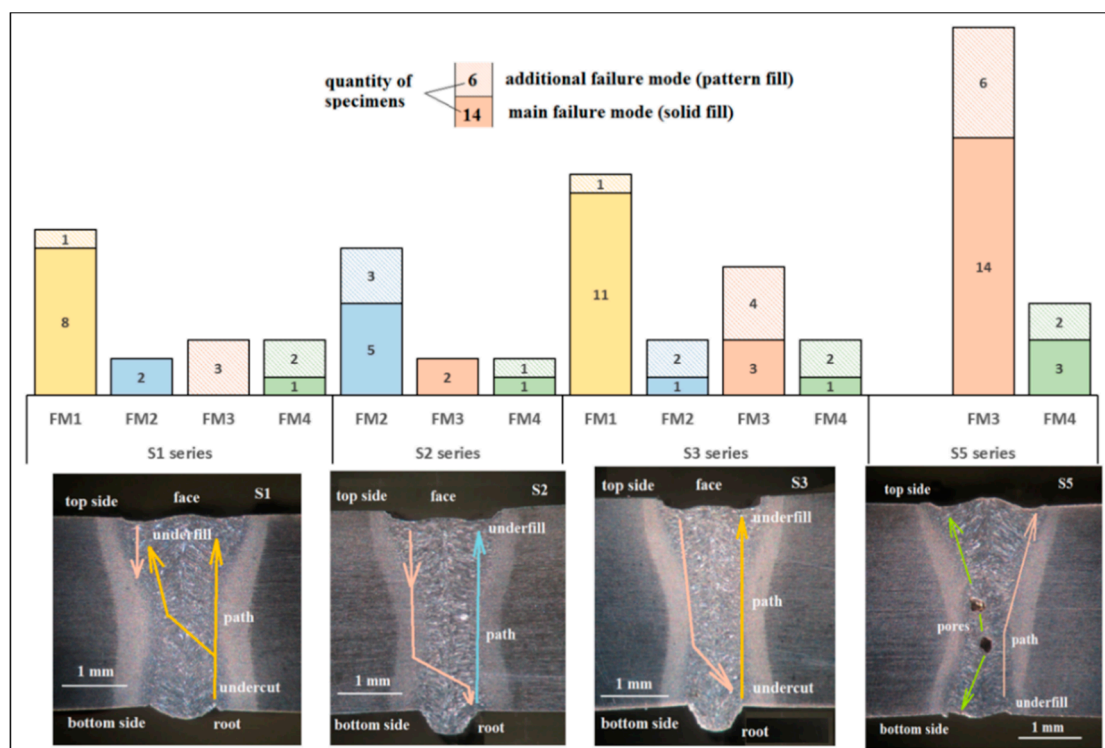 quantity of
specimens
6
14
additional failure mode (pattern fill)
main failure mode (solid fill)
1
8
2
3
2
1
3
5
2
1
1
1
11
2
1
4
3
2
1
6
14
2
3
FM1 FM2 FM3 FM4 FM2 FM3 FM4 FM1 FM2 FM3 FM4 FM3 FM4
S1 series S2 series S3 series S5 series
top side face S1
underfill
path
1 mm
undercut
bottom side root
top side face S2
underfill
path
1 mm
bottom side root
top side face S3
underfill
path
1 mm
undercut
bottom side root
top side S5
pores
path
underfill
bottom side 1 mm